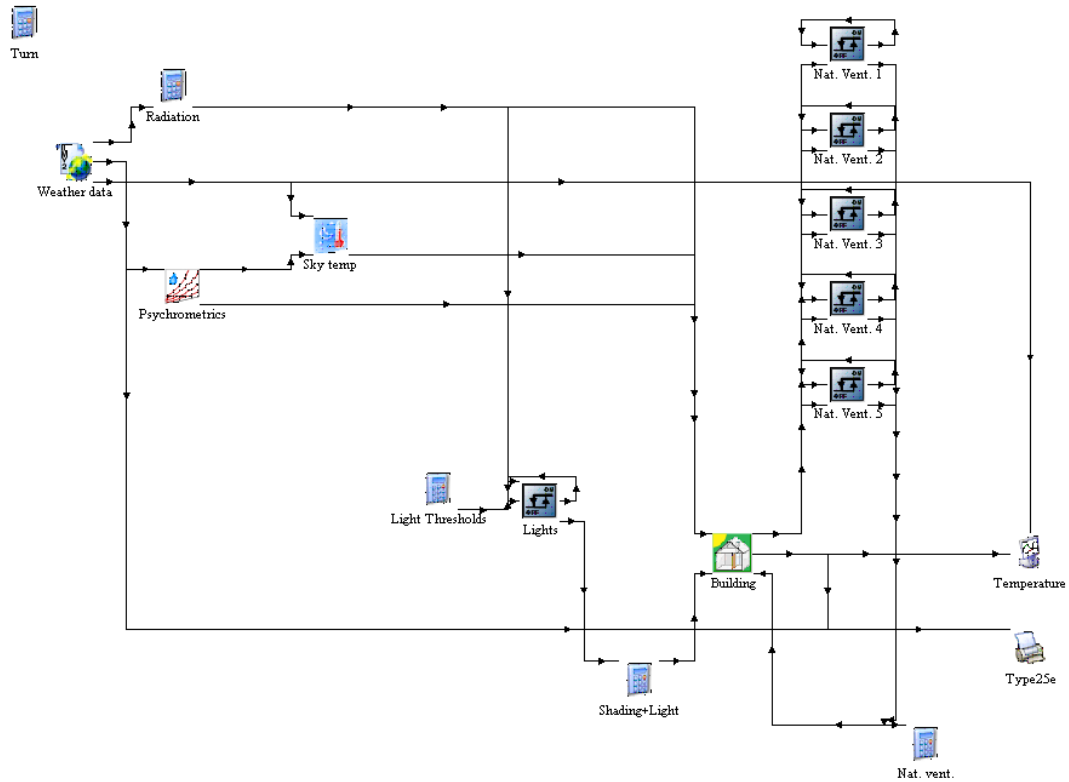 Turn
Nat. Vent. 1
Radiation
Nat. Vent. 2
Weather data
Nat. Vent. 3
Sky temp
Psychrometrics
Nat. Vent. 4
Nat. Vent. 5
Light Thresholds
Lights
Building
Temperature
Type25e
Shading+Light
Nat. vent.